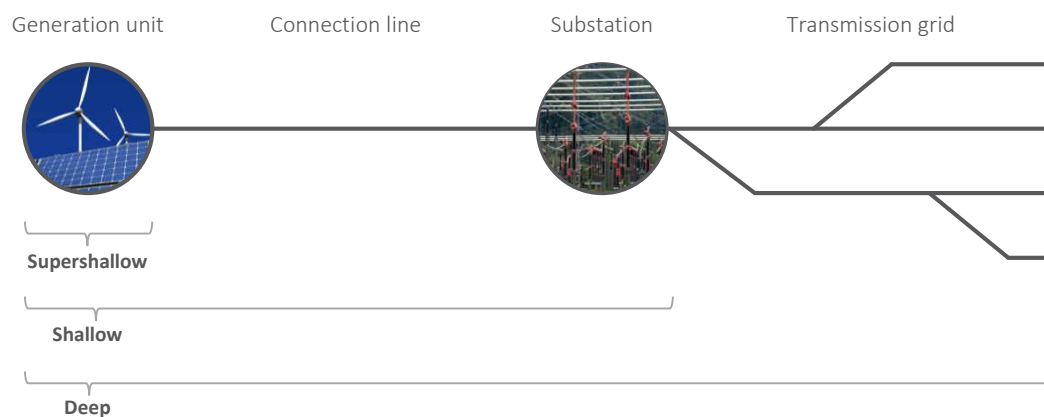 Generation unit
Connection line
Substation
Transmission grid
Supershallow
Shallow
Deep